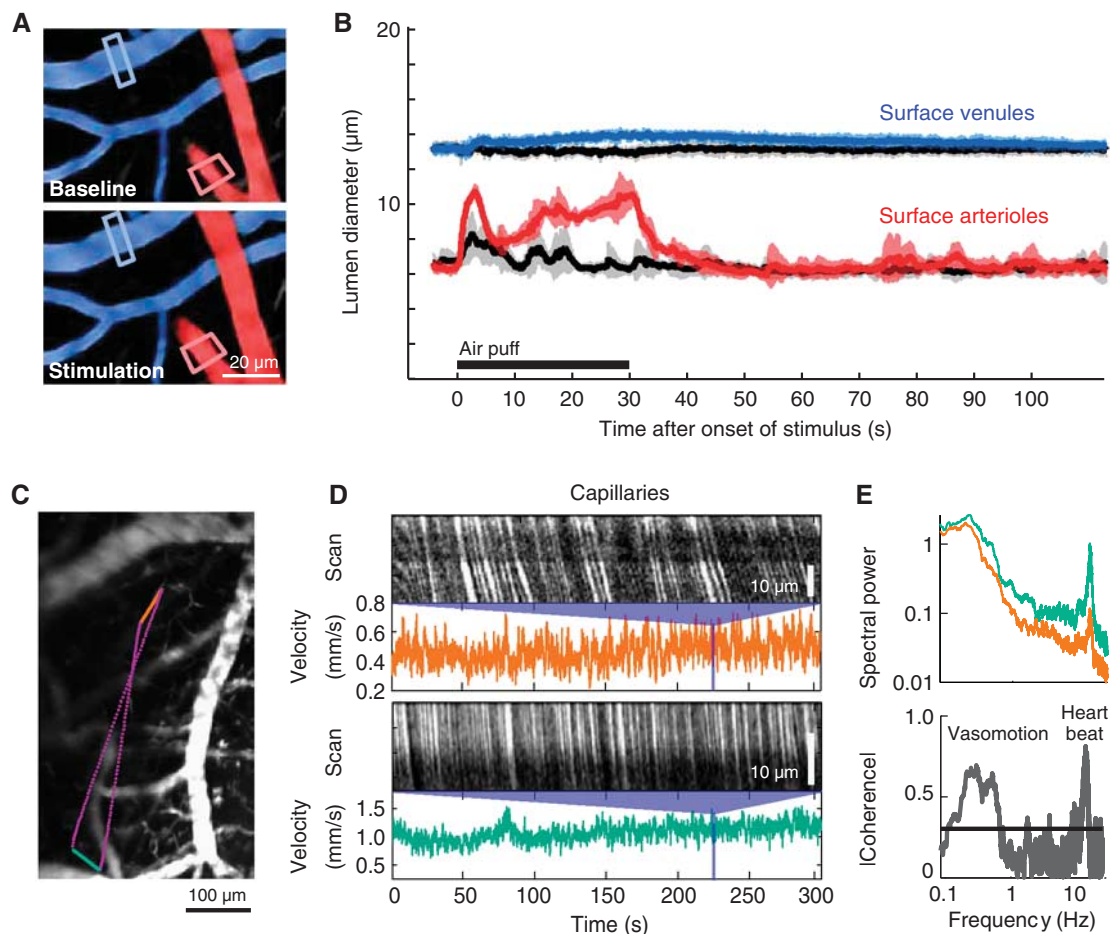 A
Baseline
Stimulation
20 µm
B
20
10
Lumen diameter (µm)
Surface venules
Surface arterioles
Air puff
0 10 20 30 40 50 60 70 80 90 100
Time after onset of stimulus (s)
C
100 µm
D
Capillaries
Scan
10 µm
Velocity
(mm/s)
0.8
0.6
0.4
0.2
Scan
10 µm
Velocity
(mm/s)
1.5
1.0
0.5
0 50 100 150 200 250 300
Time (s)
E
Spectral power
1
0.10
0.01
|Coherence|
1.0
0.5
0
Vasomotion
Heart
beat
0.1 1 10
Frequency (Hz)